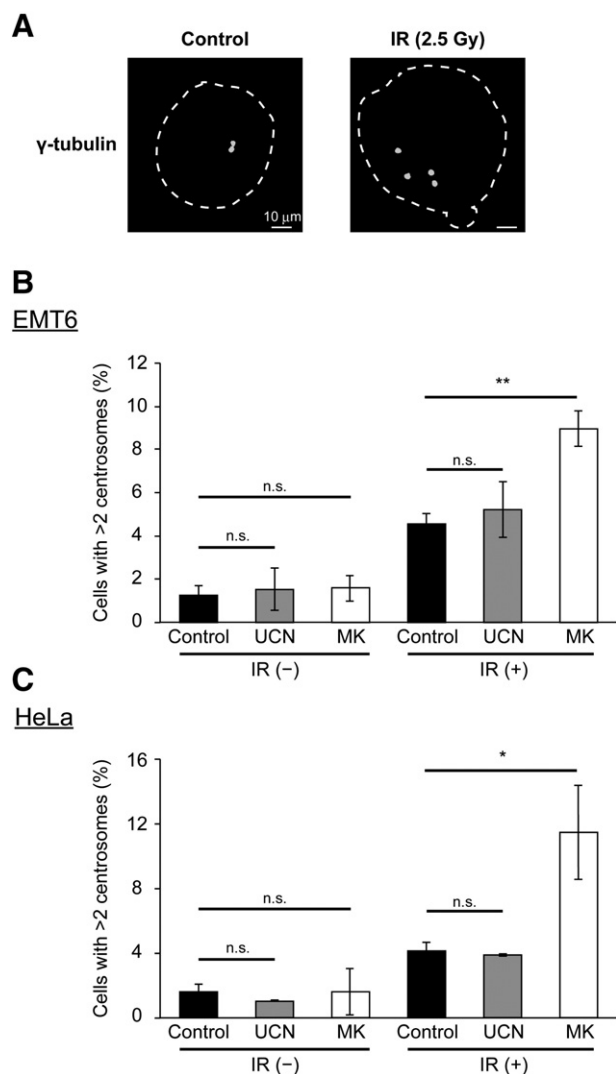 A
Control IR (2.5 Gy)
γ-tubulin
10 μm
B
EMT6
Cells with >2 centrosomes (%)
12
10
8
6
4
2
0
n.s.
n.s.
n.s.
**
Control UCN MK Control UCN MK
IR (−) IR (+)
C
HeLa
Cells with >2 centrosomes (%)
16
12
8
4
0
n.s.
n.s.
n.s.
*
Control UCN MK Control UCN MK
IR (−) IR (+)